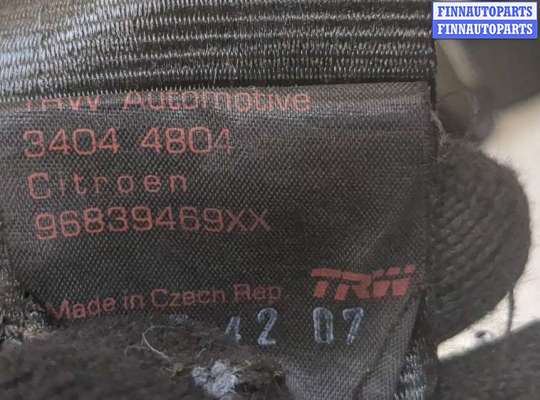 FINNAUTOPARTS
FINNAUTOPARTS
TRW Automotive
3404 4804
Citroen
96839469XX
Made in Czech Rep.
TRW
42 07